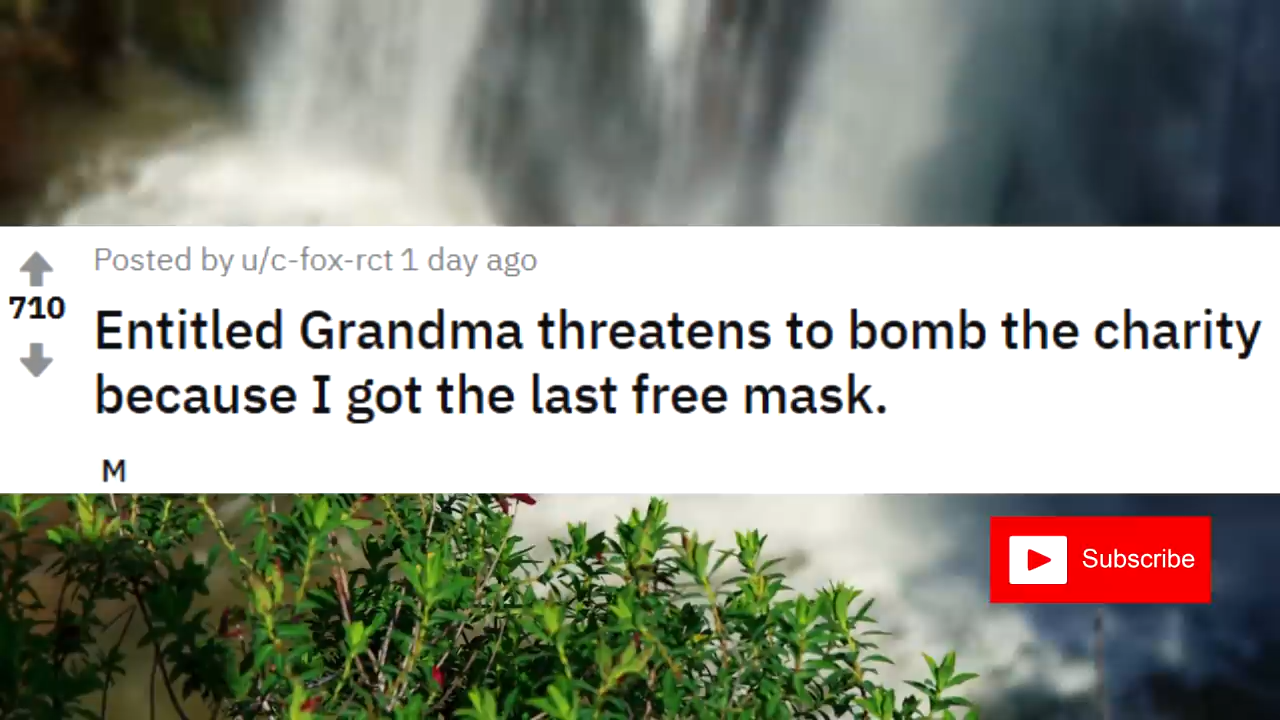 Posted by u/c-fox-rct 1 day ago
710
Entitled Grandma threatens to bomb the charity
because I got the last free mask.
M
Subscribe